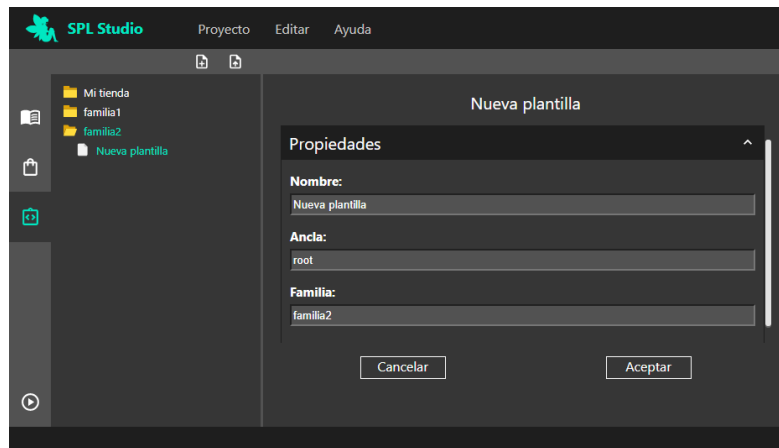 SPL Studio Proyecto Editar Ayuda
Mi tienda
familia1
familia2
Nueva plantilla
Nueva plantilla
Propiedades
Nombre:
Nueva plantilla
Ancla:
root
Familia:
familia2
Cancelar Aceptar